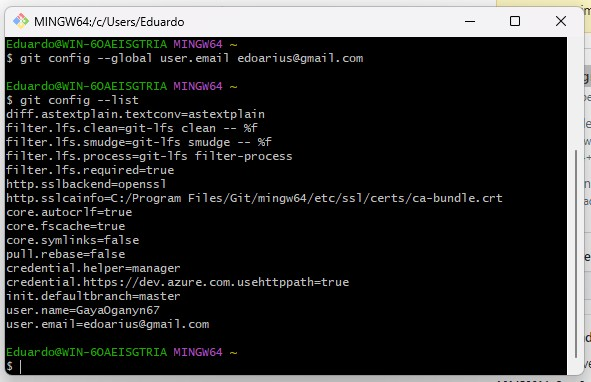 MINGW64:/c/Users/Eduardo
Eduardo@WIN-6OAEISGTRIA MINGW64 ~
$ git config --global user.email edoarius@gmail.com
Eduardo@WIN-6OAEISGTRIA MINGW64 ~
$ git config --list
diff.astextplain.textconv=astextplain
filter.lfs.clean=git-lfs clean -- %f
filter.lfs.smudge=git-lfs smudge -- %f
filter.lfs.process=git-lfs filter-process
filter.lfs.required=true
http.sslbackend=openssl
http.sslcainfo=C:/Program Files/Git/mingw64/etc/ssl/certs/ca-bundle.crt
core.autocrlf=true
core.fscache=true
core.symlinks=false
pull.rebase=false
credential.helper=manager
credential.https://dev.azure.com.usehttppath=true
init.defaultbranch=master
user.name=GayaOganyn67
user.email=edoarius@gmail.com
Eduardo@WIN-6OAEISGTRIA MINGW64 ~
$